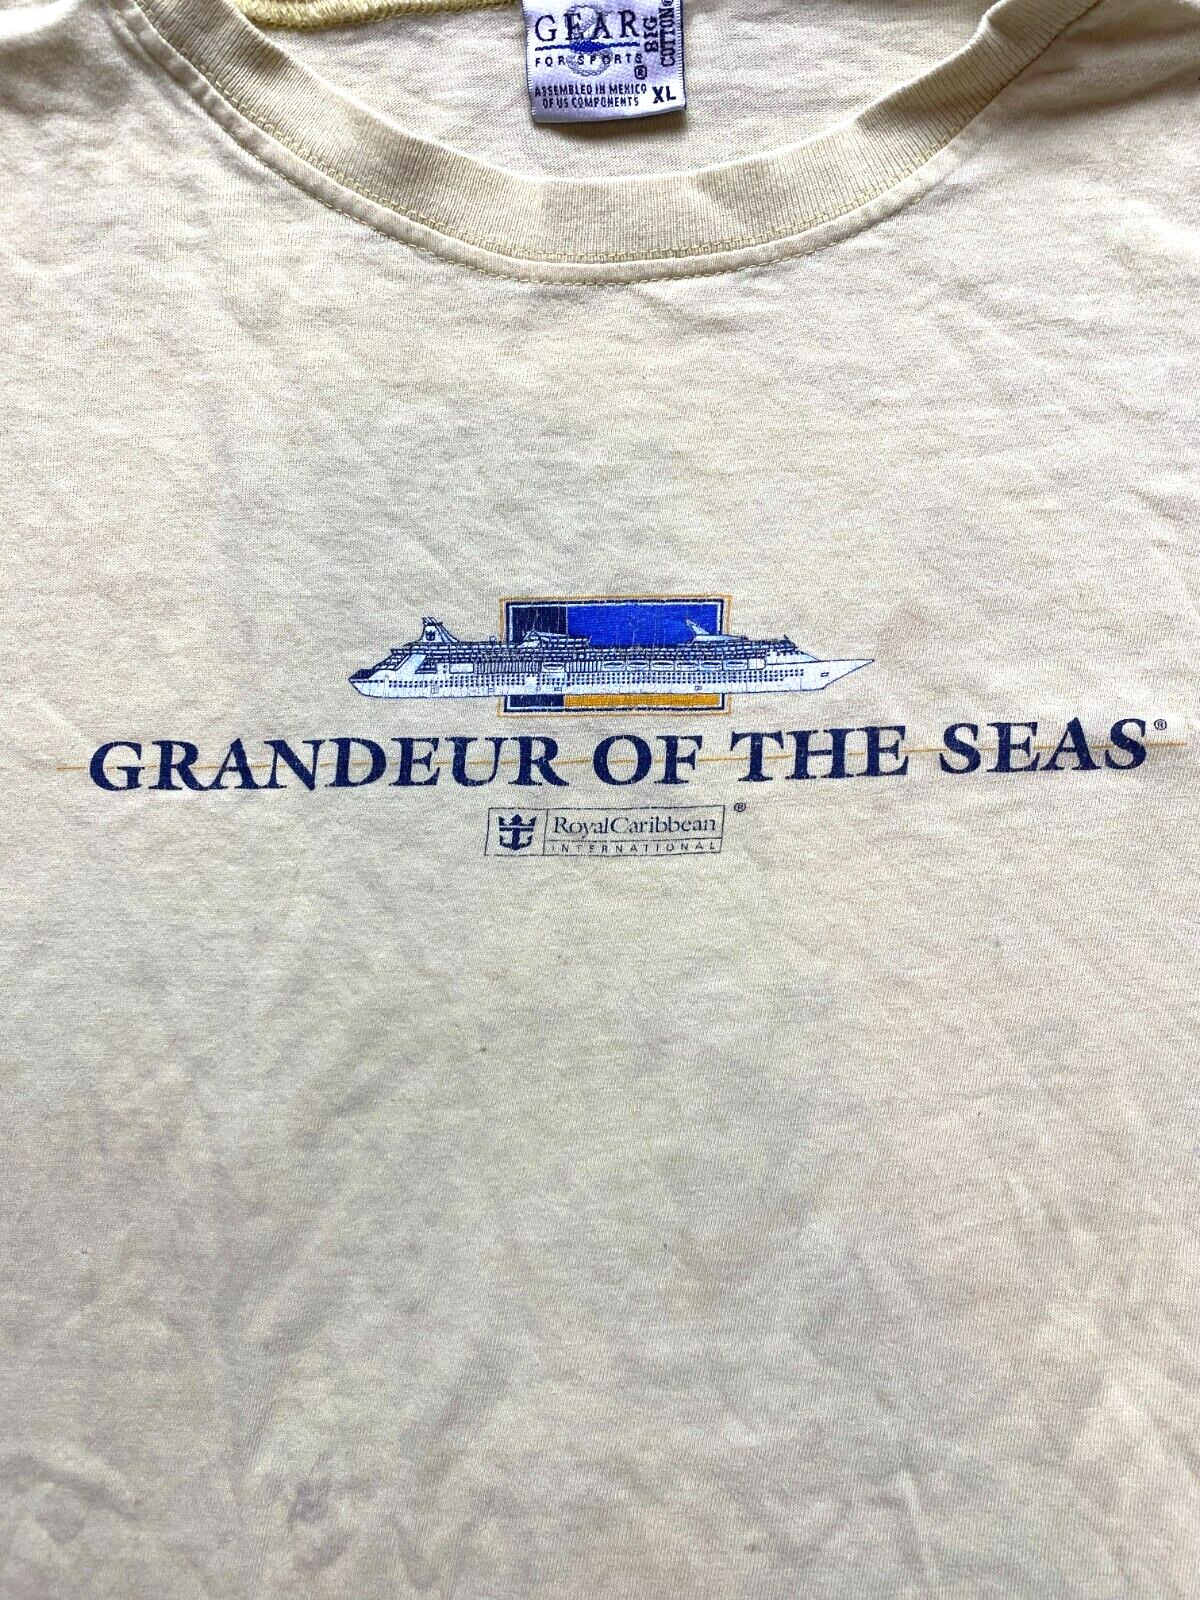 GEAR
FOR SPORTS®
BIG
COTTON®
ASSEMBLED IN MEXICO
OF US COMPONENTS
XL
GRANDEUR OF THE SEAS®
RoyalCaribbean®
INTERNATIONAL